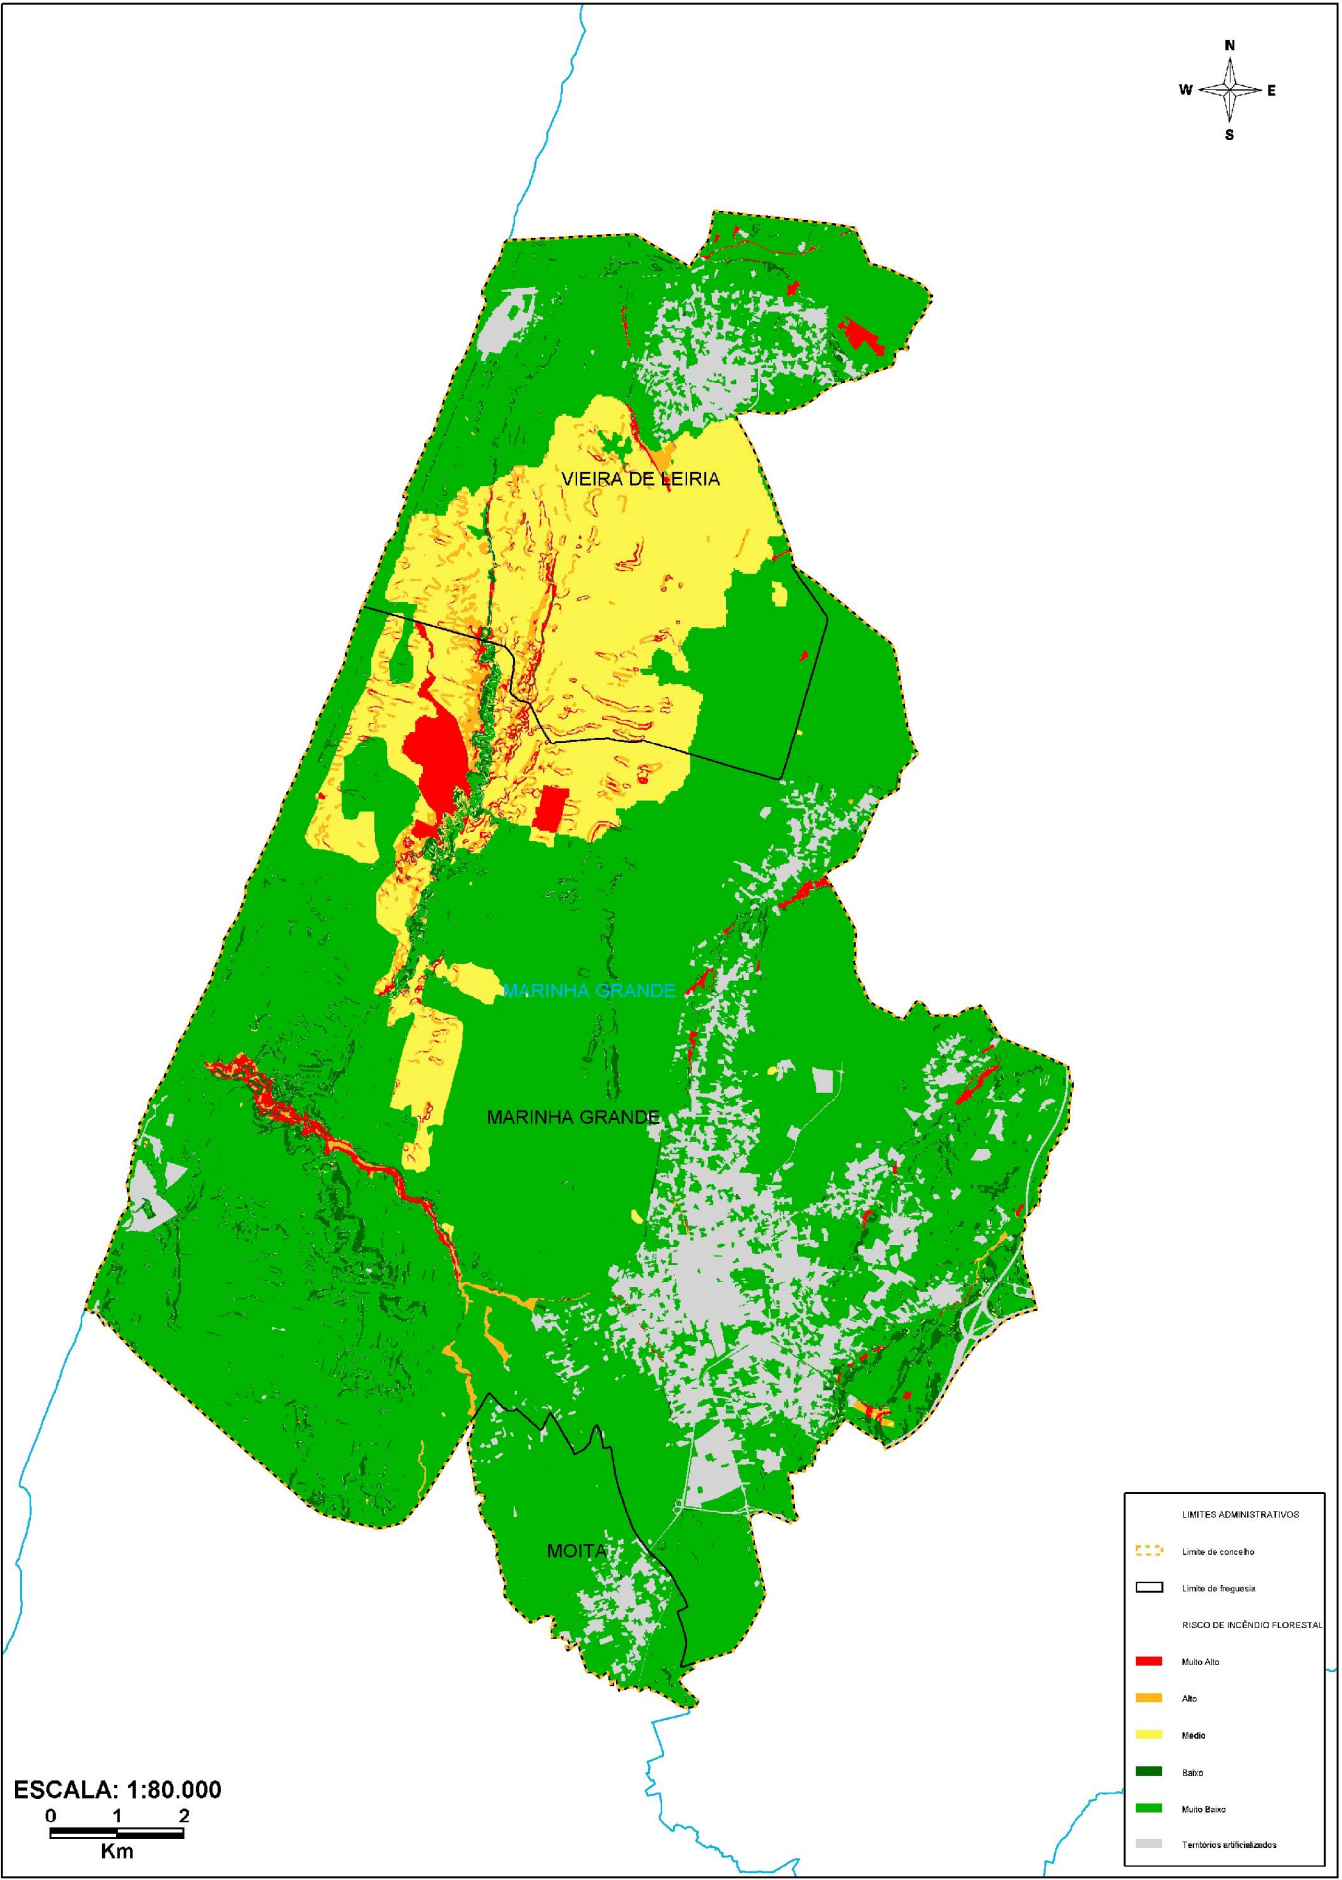 N
W E
S
VIEIRA DE LEIRIA
MARINHA GRANDE
MARINHA GRANDE
MOITA
LIMITES ADMINISTRATIVOS
Limite de concelho
Limite de freguesia
RISCO DE INCÊNDIO FLORESTAL
Muito Alto
Alto
Médio
Baixo
Muito Baixo
Territórios artificializados
ESCALA: 1:80.000
0 1 2
Km